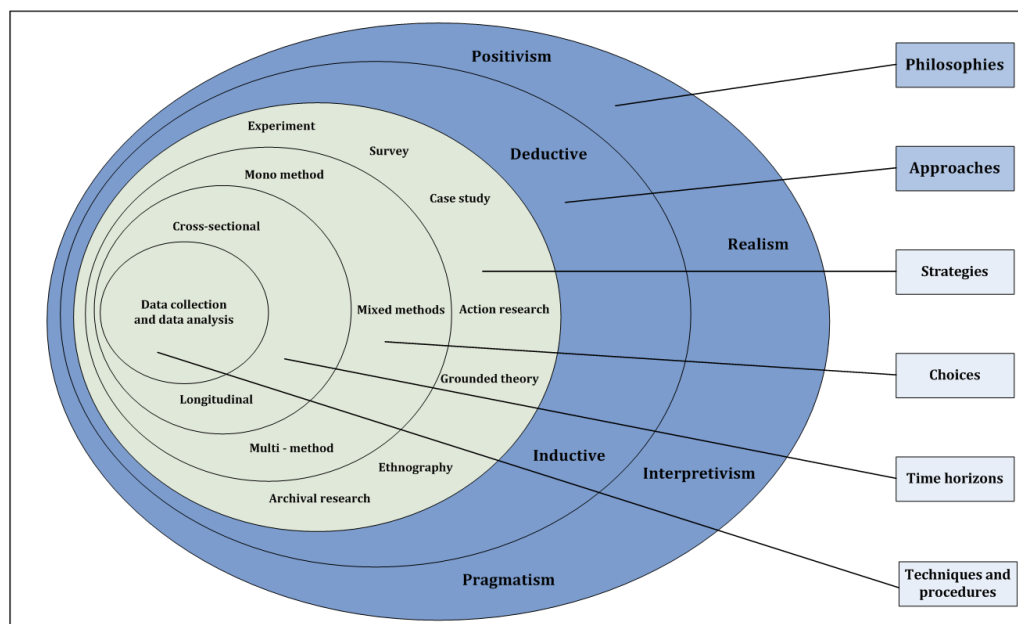 Positivism
Philosophies
Experiment
Survey
Deductive
Mono method
Approaches
Case study
Cross-sectional
Realism
Strategies
Data collection
and data analysis
Mixed methods
Action research
Choices
Grounded theory
Longitudinal
Multi - method
Inductive
Ethnography
Interpretivism
Time horizons
Archival research
Pragmatism
Techniques and
procedures